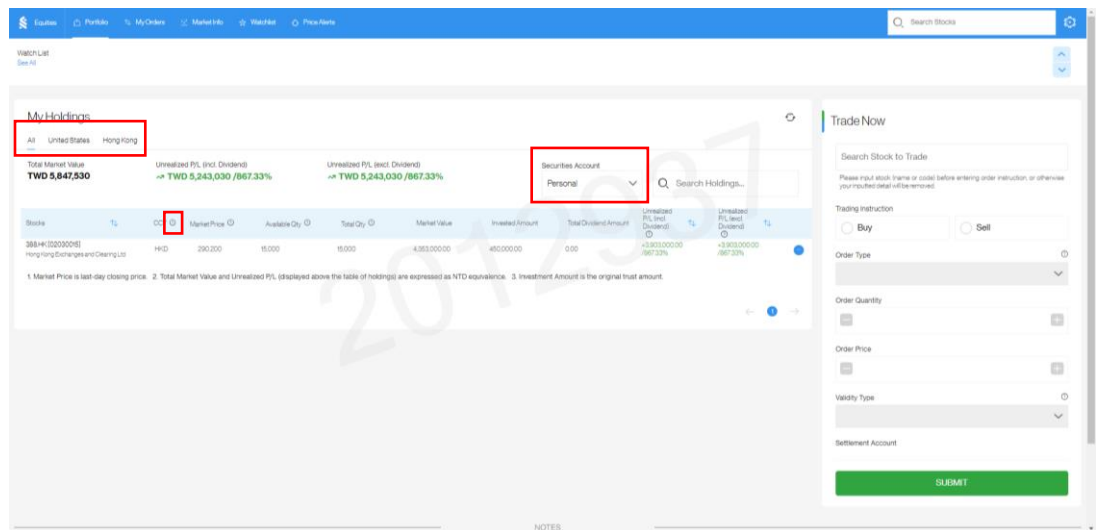 Equities Portfolio My Orders Market Info Watchlist Price Alerts Search Stocks
Watch List
See All
My Holdings
All United States Hong Kong
Total Market Value Unrealized P/L (incl. Dividend) Unrealized P/L (excl. Dividend) Securities Account
TWD 5,847,530 TWD 5,243,030 /867.33% TWD 5,243,030 /867.33% Personal Search Holdings...
Stocks CC Market Price Available Qty Total Qty Market Value Invested Amount Total Dividend Amount Unrealized P/L (incl. Dividend) Unrealized P/L (excl. Dividend)
388.HK [02030015] HKD 290.200 15,000 15,000 4,353,000.00 450,000.00 0.00 +3,903,000.00 /867.33% +3,903,000.00 /867.33%
Hong Kong Exchanges and Clearing Ltd
1. Market Price is last-day closing price. 2. Total Market Value and Unrealized P/L (displayed above the table of holdings) are expressed as NTD equivalence. 3. Investment Amount is the original trust amount.
1
2012937
Trade Now
Search Stock to Trade
Please input stock (name or code) before entering order instruction, or otherwise
your inputted detail will be removed.
Trading Instruction
Buy Sell
Order Type
Order Quantity
Order Price
Validity Type
Settlement Account
SUBMIT
NOTES